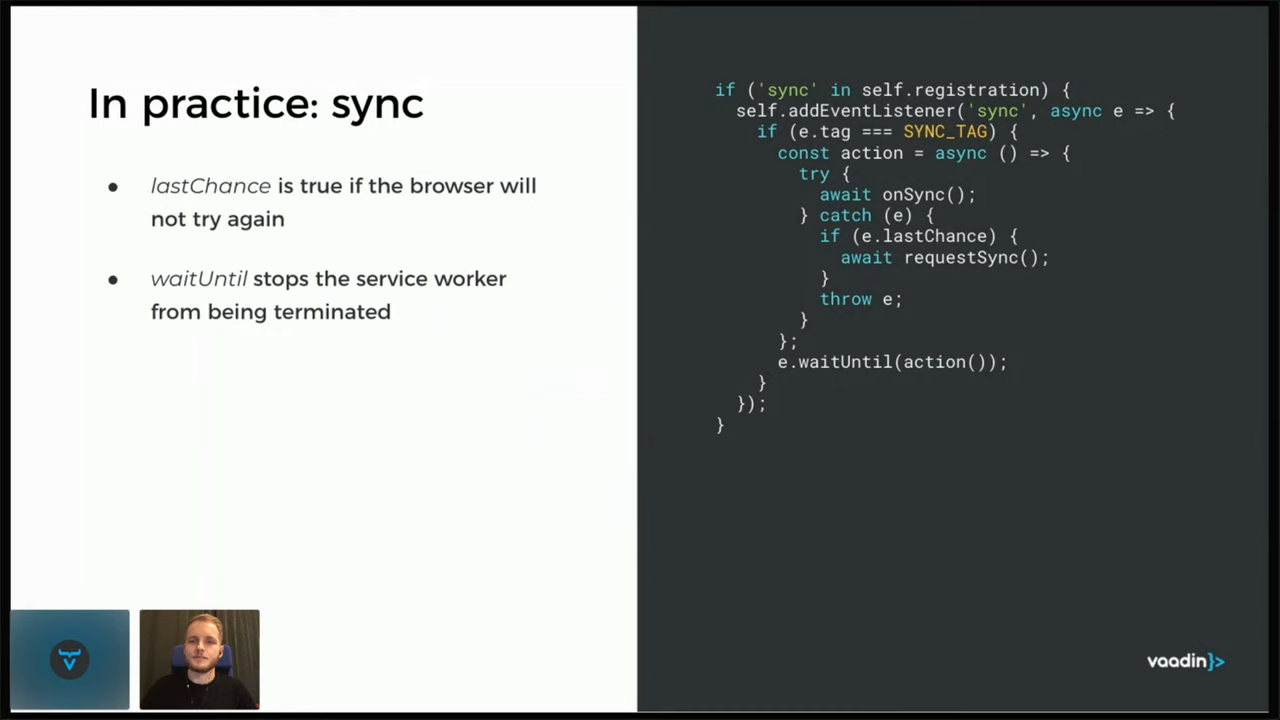 In practice: sync
● lastChance is true if the browser will
not try again
● waitUntil stops the service worker
from being terminated
if ('sync' in self.registration) {
  self.addEventListener('sync', async e => {
    if (e.tag === SYNC_TAG) {
      const action = async () => {
        try {
          await onSync();
        } catch (e) {
          if (e.lastChance) {
            await requestSync();
          }
          throw e;
        }
      };
      e.waitUntil(action());
    }
  });
}
vaadin}>